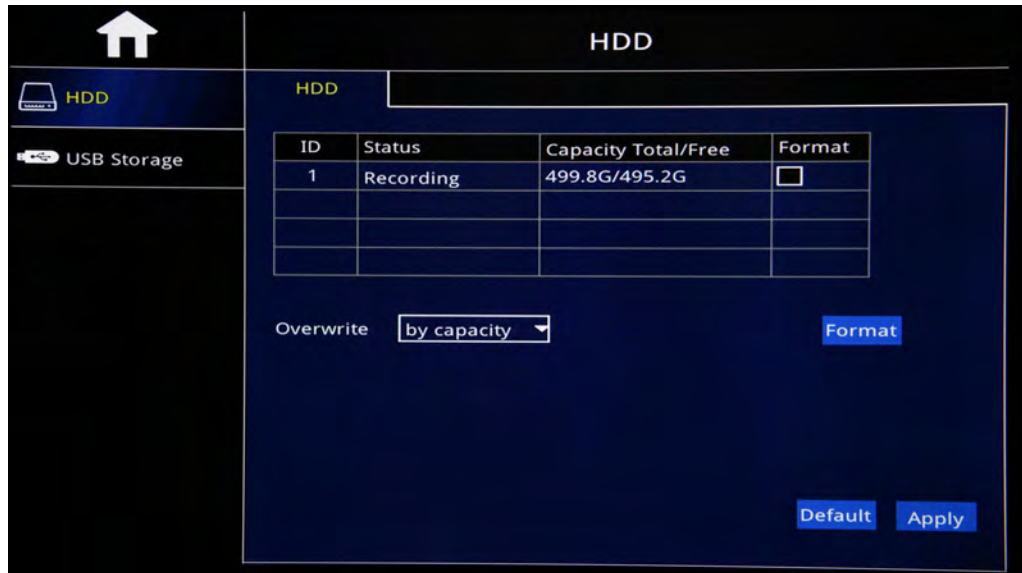 HDD
HDD
USB Storage
HDD
ID Status Capacity Total/Free Format
1 Recording 499.8G/495.2G
Overwrite by capacity Format
Default Apply